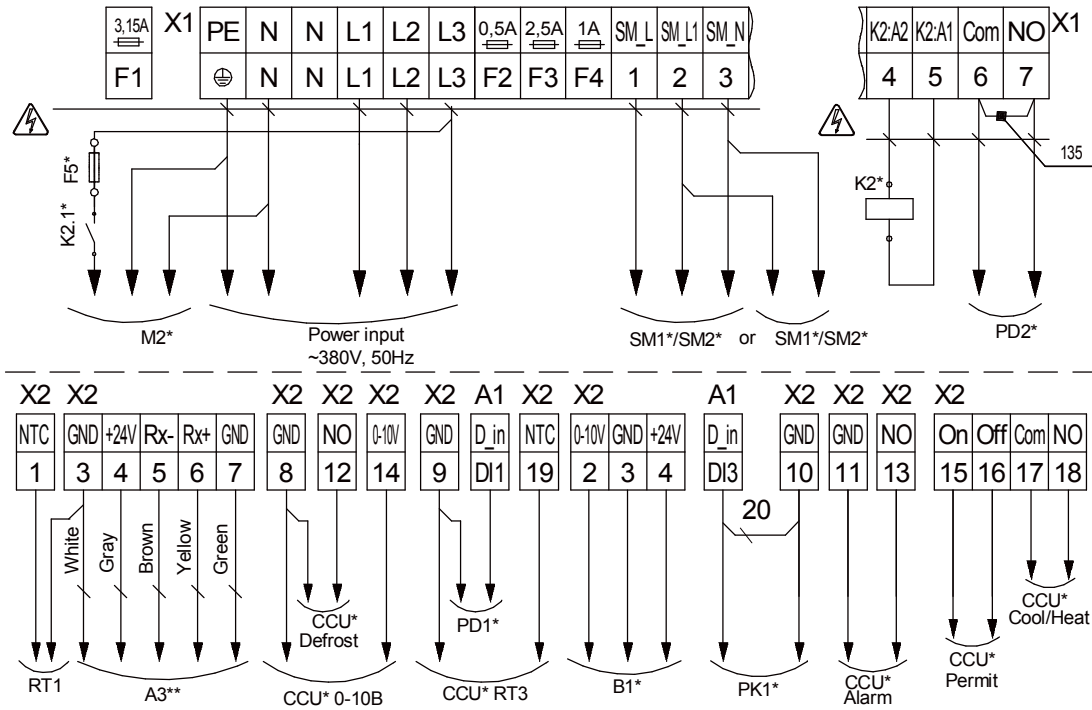 3,15A X1 PE N N L1 L2 L3 0,5A 2,5A 1A SM_L SM_L1 SM_N K2:A2 K2:A1 Com NO X1
F1 N N L1 L2 L3 F2 F3 F4 1 2 3 4 5 6 7
135
F5*
K2*
K2.1*
M2* Power input SM1*/SM2* or SM1*/SM2* PD2*
~380V, 50Hz
X2 X2 X2 X2 X2 X2 A1 X2 X2 A1 X2 X2 X2 X2
NTC GND +24V Rx- Rx+ GND GND NO 0-10V GND D_in NTC 0-10V GND +24V D_in GND GND NO On Off Com NO
1 3 4 5 6 7 8 12 14 9 DI1 19 2 3 4 DI3 10 11 13 15 16 17 18
20
White Gray Brown Yellow Green
CCU* PD1* CCU*
Defrost Cool/Heat
RT1 A3** CCU* 0-10B CCU* RT3 B1* PK1* CCU* CCU*
Alarm Permit